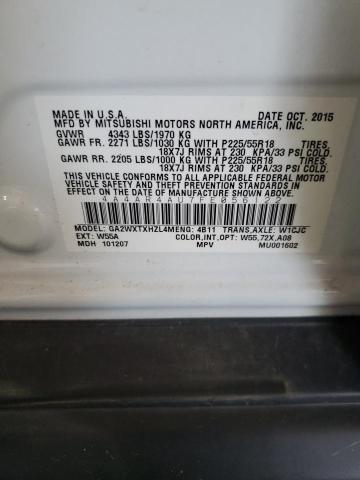 MADE IN U.S.A. DATE OCT. 2015
MFD BY MITSUBISHI MOTORS NORTH AMERICA, INC.
GVWR 4343 LBS/1970 KG
GAWR FR. 2271 LBS/1030 KG WITH P225/55R18 TIRES,
18X7J RIMS AT 230 KPA/33 PSI COLD.
GAWR RR. 2205 LBS/1000 KG WITH P225/55R18 TIRES,
18X7J RIMS AT 230 KPA/33 PSI COLD.
THIS VEHICLE CONFORMS TO ALL APPLICABLE FEDERAL MOTOR
VEHICLE SAFETY AND BUMPER STANDARDS IN EFFECT
ON THE DATE OF MANUFACTURE SHOWN ABOVE.
MODEL: GA2WXTXHZL4M ENG: 4B11 TRANS,AXLE: W1CJC
EXT: W55A COLOR,INT,OPT: W55,72X,A08
MDH 101207 MPV MU001602